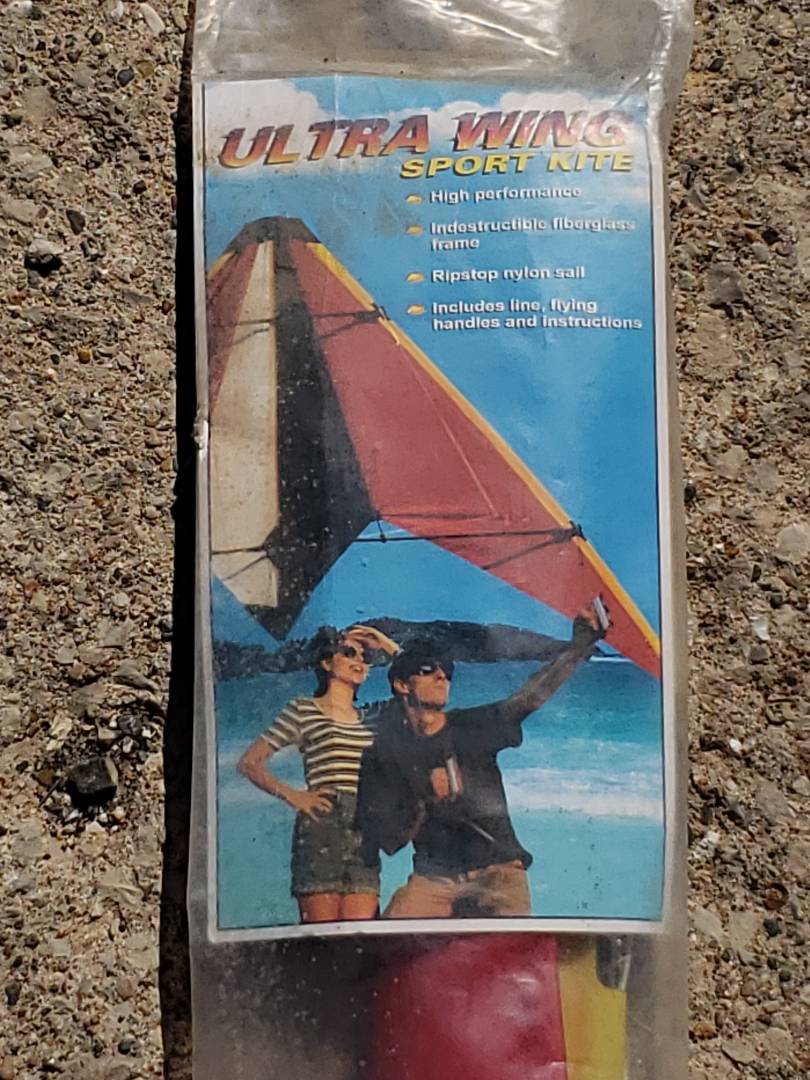 ULTRA WING
SPORT KITE
High performance
Indestructible fiberglass
frame
Ripstop nylon sail
Includes line, flying
handles and instructions